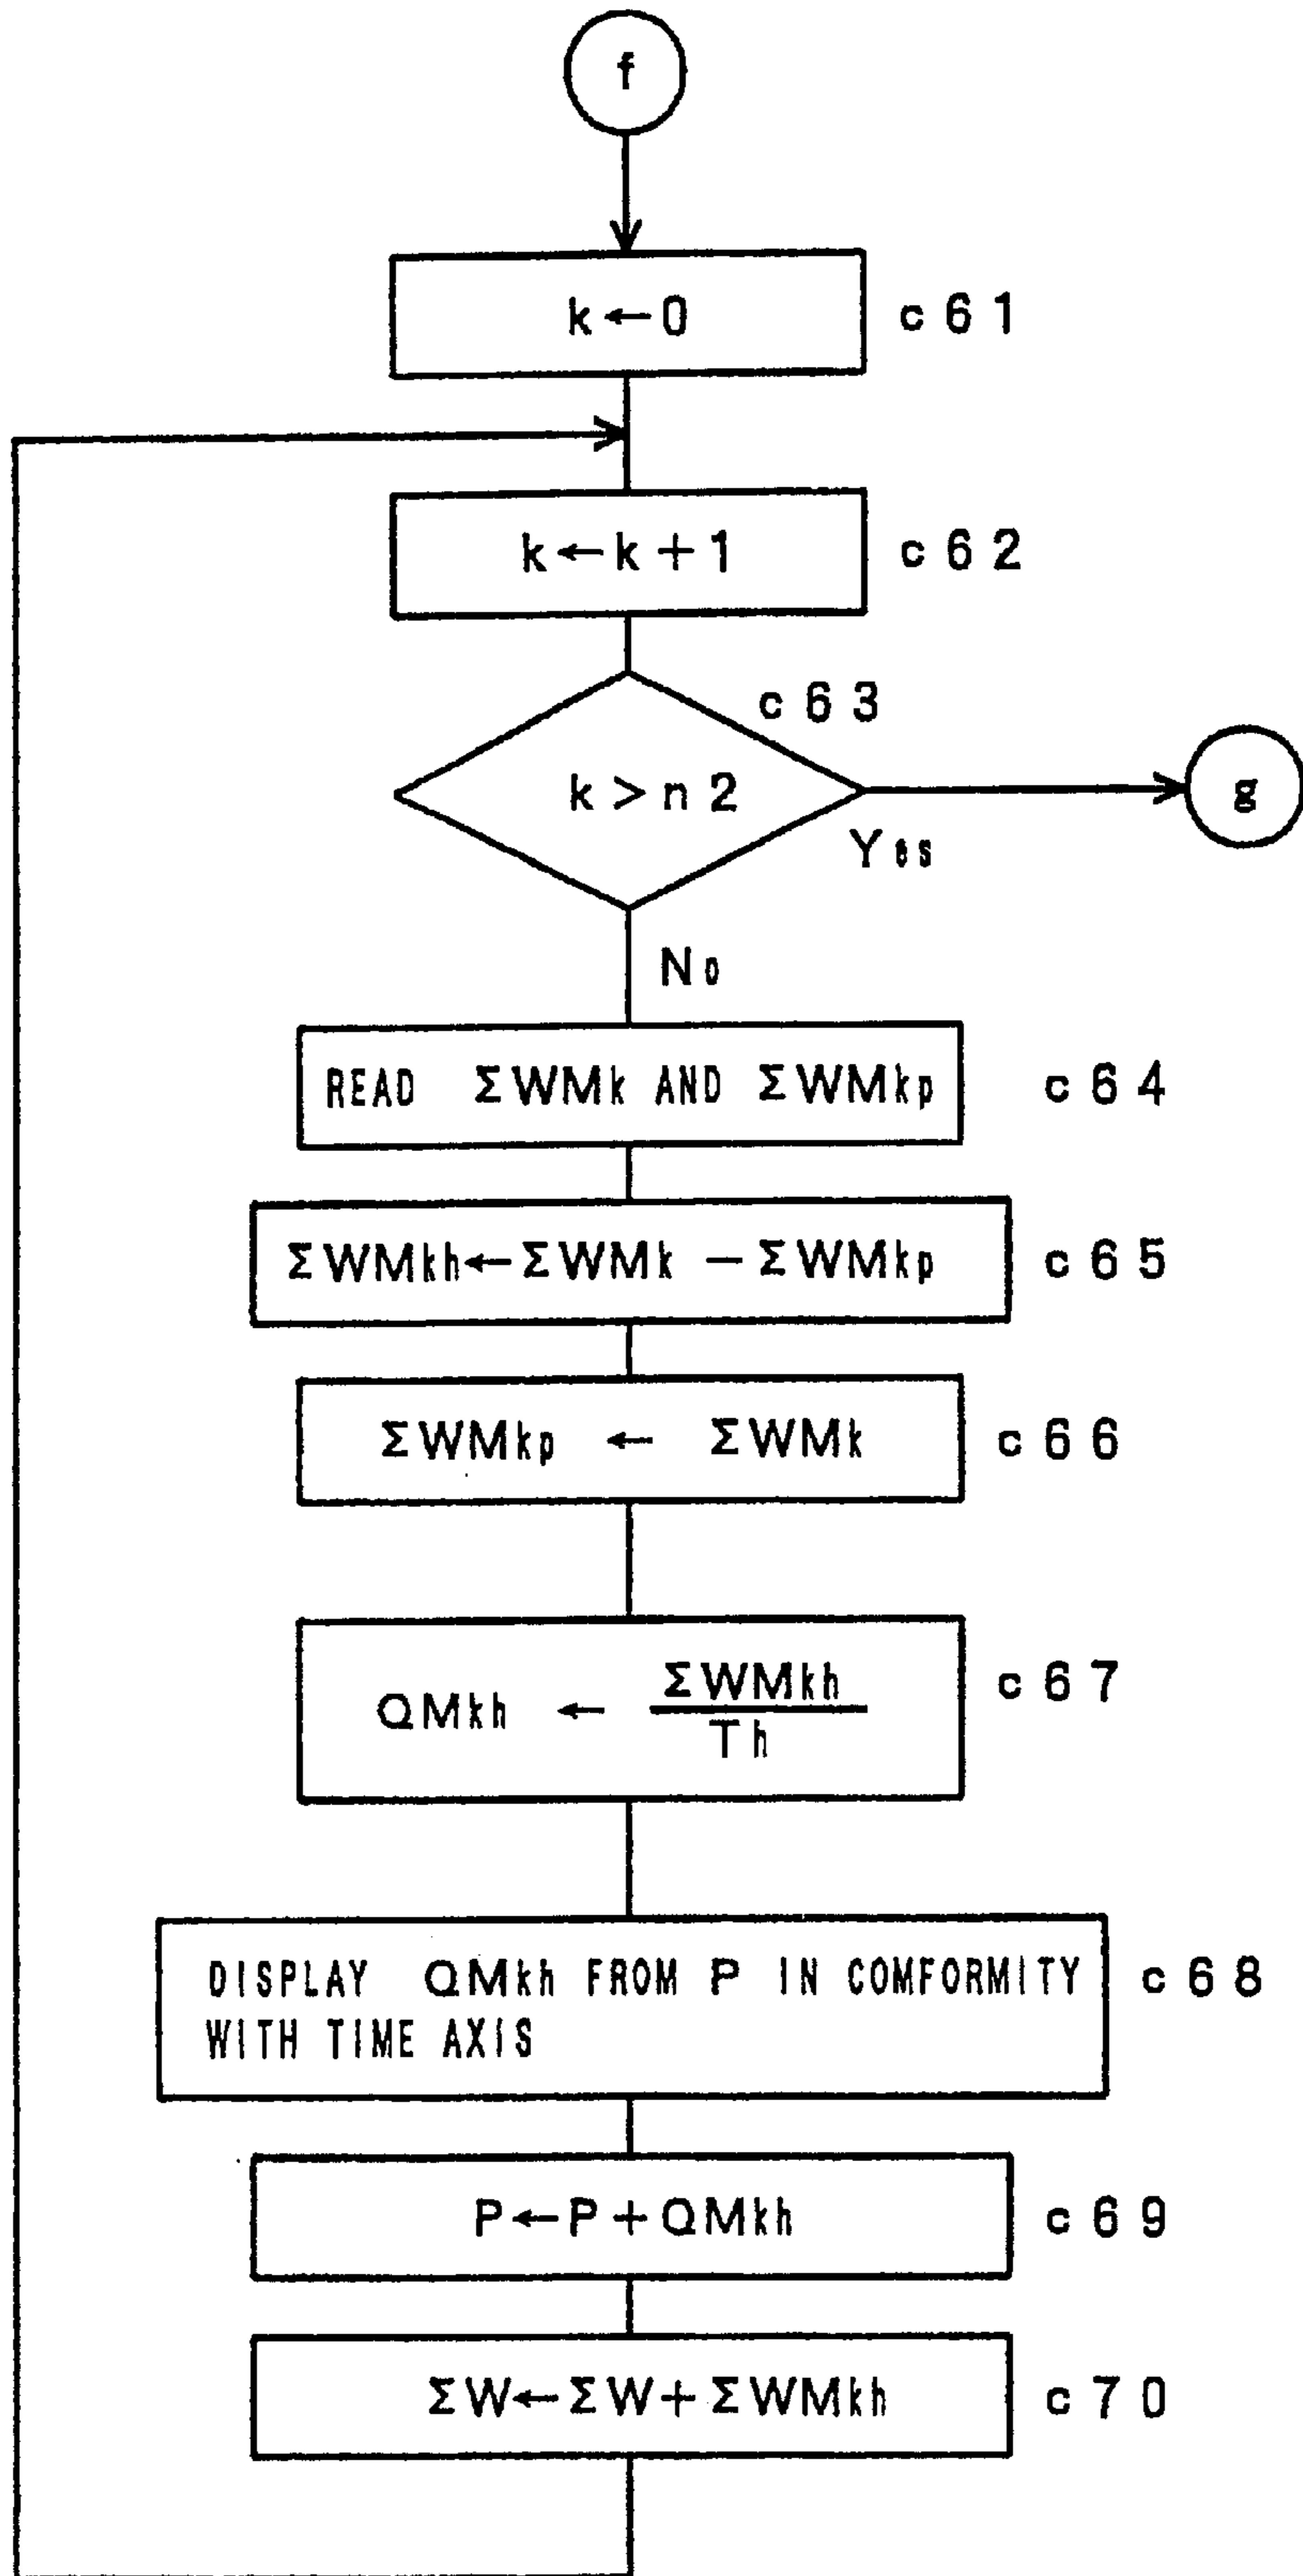 f
k←0 c61
k←k+1 c62
c63
k>n2 g
Yes
No
READ ΣWMk AND ΣWMkp c64
ΣWMkh←ΣWMk −ΣWMkp c65
ΣWMkp ← ΣWMk c66
ΣWMkh c67
QMkh ←
Th
DISPLAY QMkh FROM P IN COMFORMITY c68
WITH TIME AXIS
P←P+QMkh c69
ΣW←ΣW+ΣWMkh c70